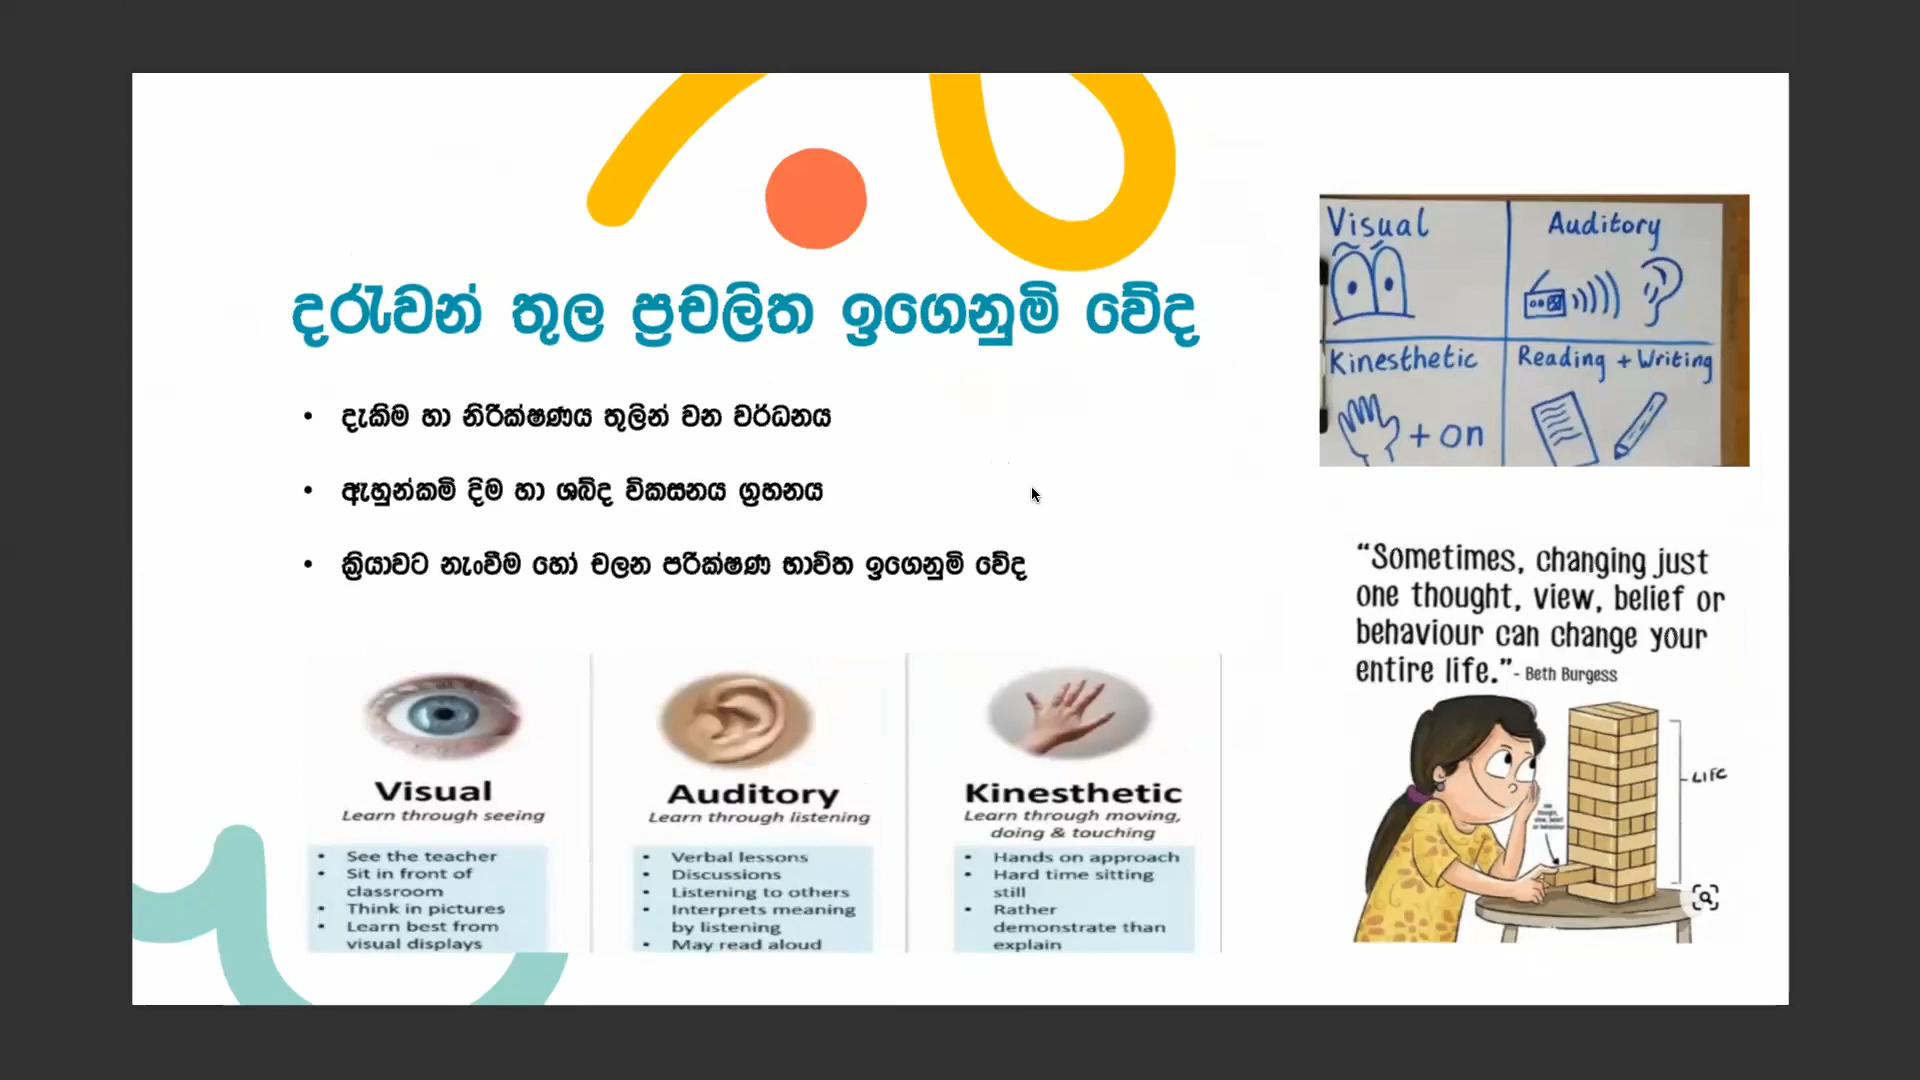 දරුවන් තුල ප්‍රචලිත ඉගෙනුම් වේද
• දැකිම හා නිරික්ෂණය තුලින් වන වර්ධනය
• ඇහුන්කම් දිම හා ශබ්ද විකසනය ග්‍රහනය
• ක්‍රියාවට නැංවීම හෝ චලන පරික්ෂණ භාවිත ඉගෙනුම් වේද
Visual
Learn through seeing
• See the teacher
• Sit in front of
classroom
• Think in pictures
• Learn best from
visual displays
Auditory
Learn through listening
• Verbal lessons
• Discussions
• Listening to others
• Interprets meaning
by listening
• May read aloud
Kinesthetic
Learn through moving,
doing & touching
• Hands on approach
• Hard time sitting
still
• Rather
demonstrate than
explain
Visual
Auditory
Kinesthetic
+ on
Reading + Writing
“Sometimes, changing just
one thought, view, belief or
behaviour can change your
entire life.”- Beth Burgess
LIFE